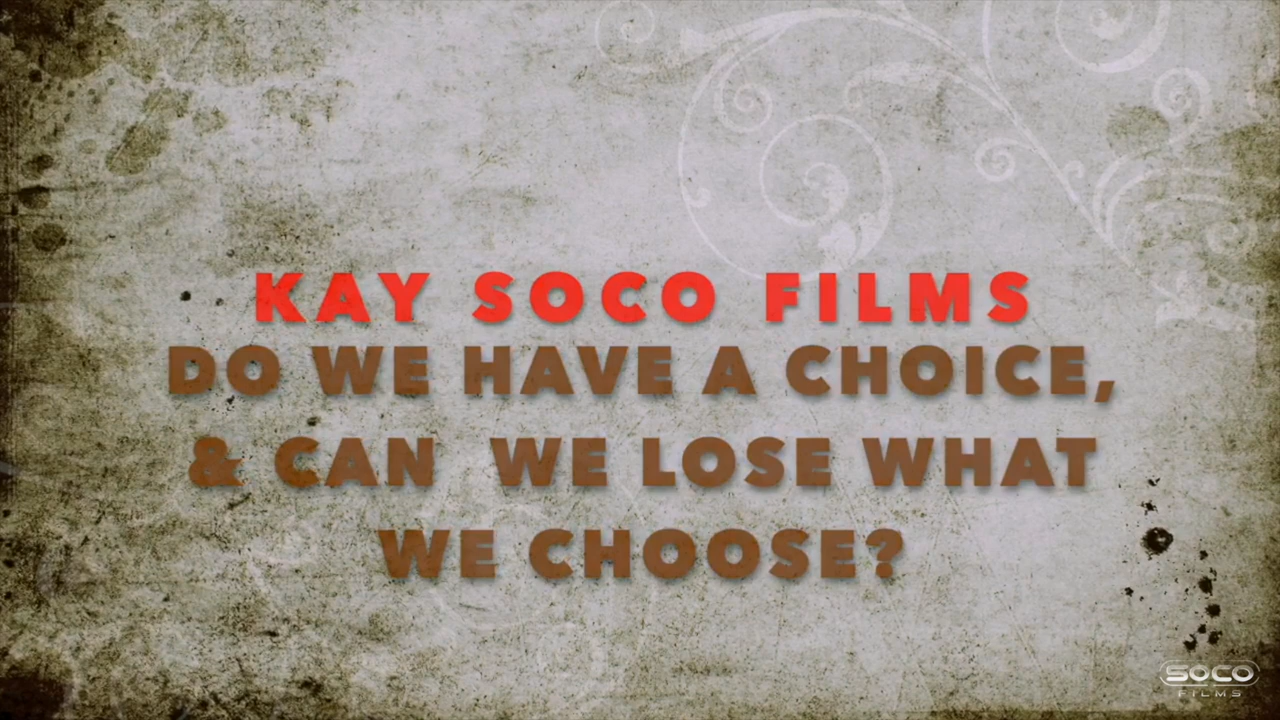 KAY SOCO FILMS
DO WE HAVE A CHOICE,
& CAN WE LOSE WHAT
WE CHOOSE?
SOCO
FILMS